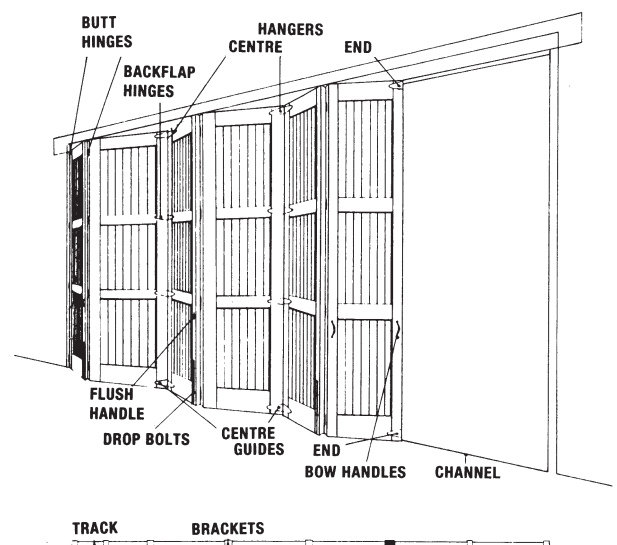 BUTT
HINGES
BACKFLAP
HINGES
HANGERS
CENTRE
END
FLUSH
HANDLE
DROP BOLTS
CENTRE
GUIDES
END
BOW HANDLES
CHANNEL
TRACK
BRACKETS